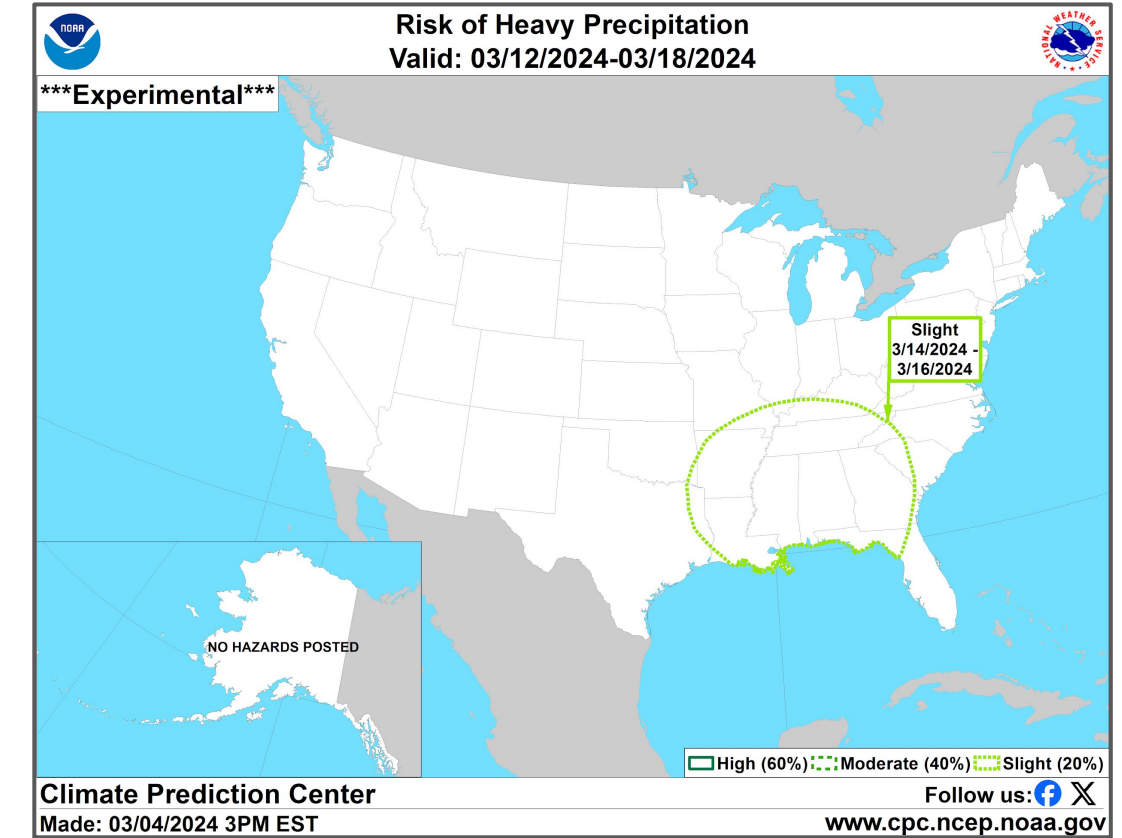 NOAA
Risk of Heavy Precipitation
Valid: 03/12/2024-03/18/2024
NATIONAL WEATHER SERVICE
***Experimental***
Slight
3/14/2024 -
3/16/2024
NO HAZARDS POSTED
High (60%) Moderate (40%) Slight (20%)
Climate Prediction Center
Follow us:
Made: 03/04/2024 3PM EST
www.cpc.ncep.noaa.gov